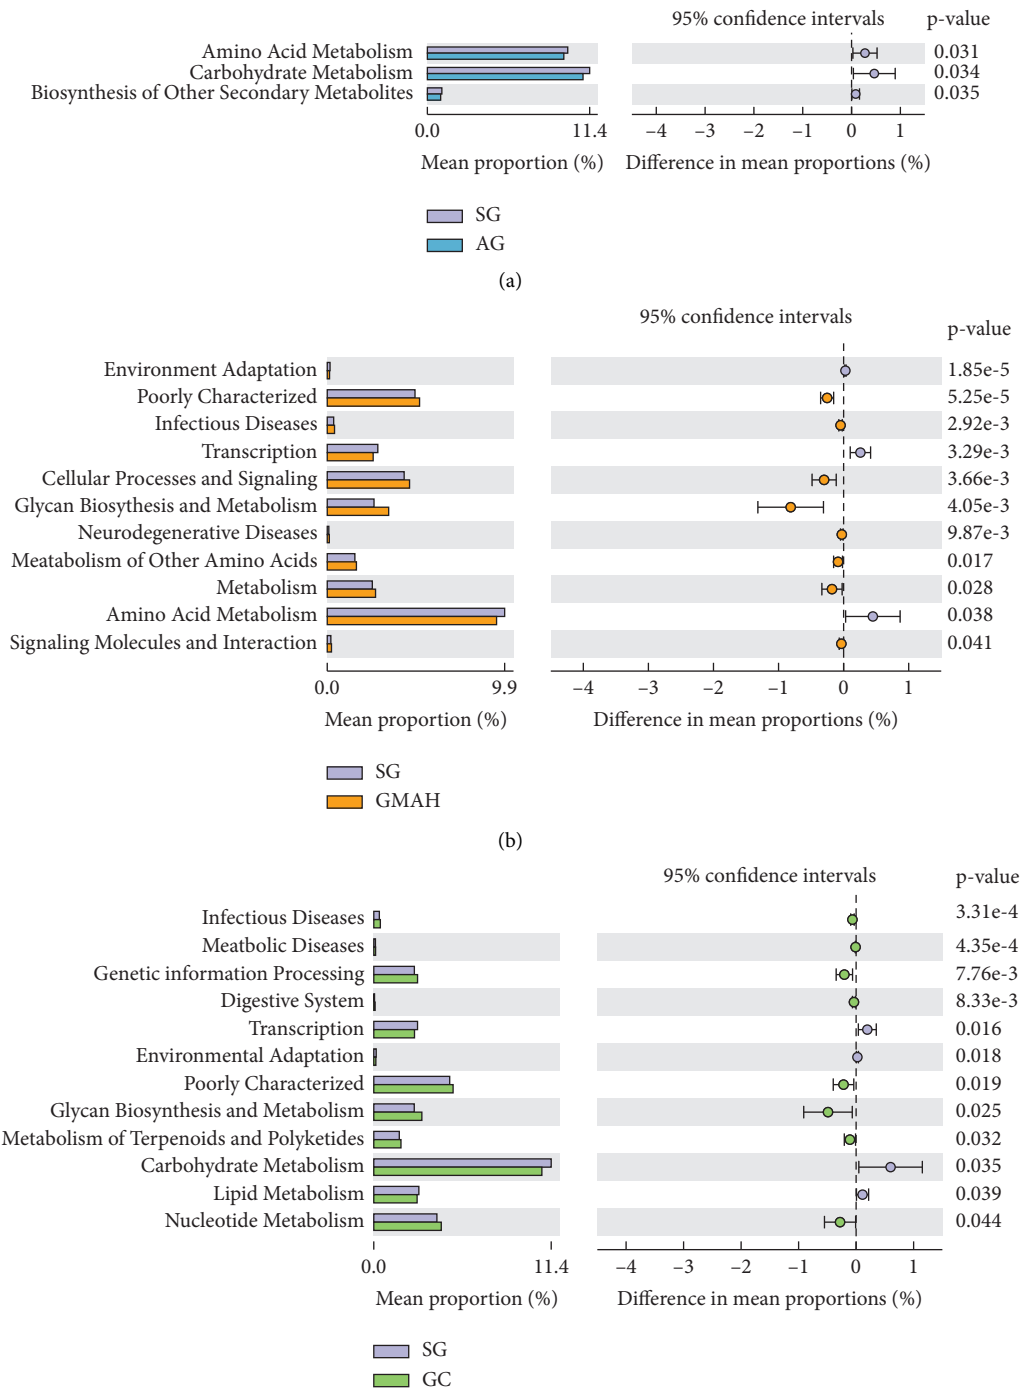 95% confidence intervals p-value
Amino Acid Metabolism 0.031
Carbohydrate Metabolism 0.034
Biosynthesis of Other Secondary Metabolites 0.035
0.0 11.4 −4 −3 −2 −1 0 1
Mean proportion (%) Difference in mean proportions (%)
SG
AG
(a)
95% confidence intervals
p-value
Environment Adaptation 1.85e-5
Poorly Characterized 5.25e-5
Infectious Diseases 2.92e-3
Transcription 3.29e-3
Cellular Processes and Signaling 3.66e-3
Glycan Biosythesis and Metabolism 4.05e-3
Neurodegenerative Diseases 9.87e-3
Meatabolism of Other Amino Acids 0.017
Metabolism 0.028
Amino Acid Metabolism 0.038
Signaling Molecules and Interaction 0.041
0.0 9.9 −4 −3 −2 −1 0 1
Mean proportion (%) Difference in mean proportions (%)
SG
GMAH
(b)
95% confidence intervals p-value
Infectious Diseases 3.31e-4
Meatbolic Diseases 4.35e-4
Genetic information Processing 7.76e-3
Digestive System 8.33e-3
Transcription 0.016
Environmental Adaptation 0.018
Poorly Characterized 0.019
Glycan Biosynthesis and Metabolism 0.025
Metabolism of Terpenoids and Polyketides 0.032
Carbohydrate Metabolism 0.035
Lipid Metabolism 0.039
Nucleotide Metabolism 0.044
0.0 11.4 −4 −3 −2 −1 0 1
Mean proportion (%) Difference in mean proportions (%)
SG
GC